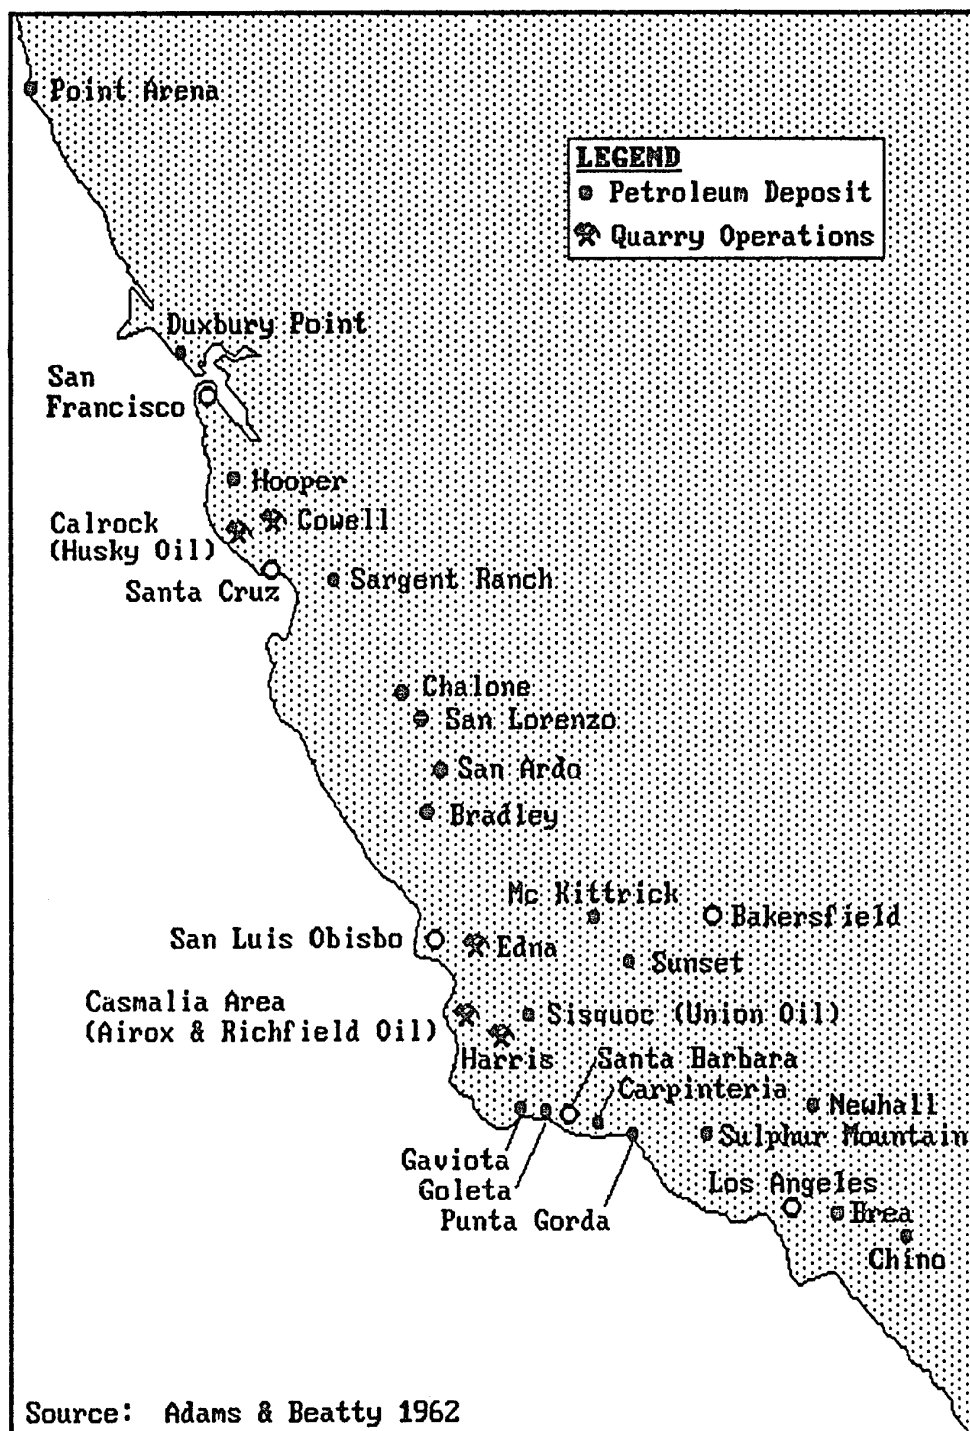 Point Arena
LEGEND
Petroleum Deposit
Quarry Operations
Duxbury Point
San
Francisco
Hooper
Cowell
Calrock
(Husky Oil)
Santa Cruz
Sargent Ranch
Chalone
San Lorenzo
San Ardo
Bradley
Mc Kittrick
Bakersfield
San Luis Obisbo
Edna
Sunset
Casmalia Area
(Airox & Richfield Oil)
Sisquoc (Union Oil)
Harris
Santa Barbara
Carpinteria
Newhall
Sulphur Mountain
Gaviota
Goleta
Punta Gorda
Los Angeles
Brea
Chino
Source: Adams & Beatty 1962